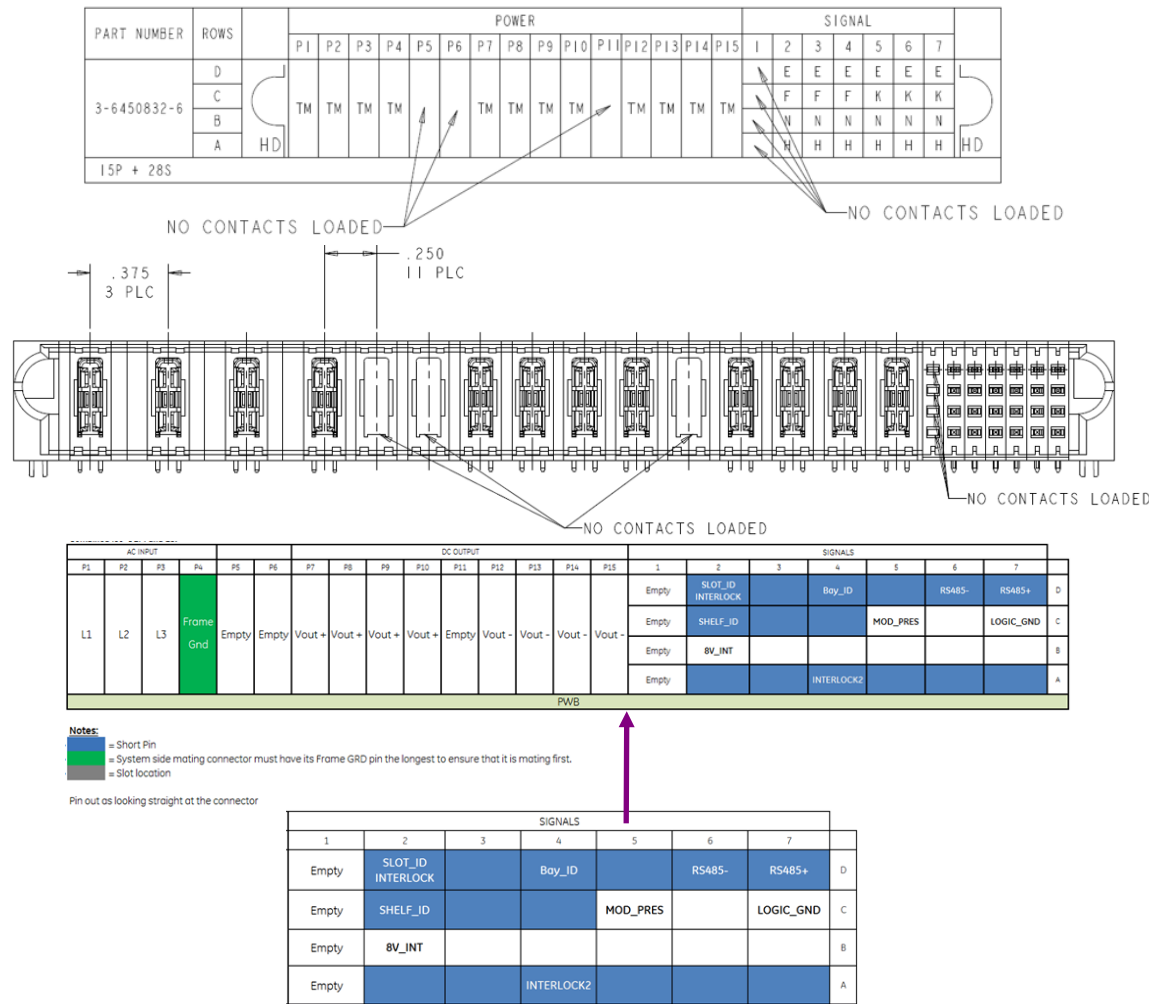 POWER SIGNAL
PART NUMBER ROWS P1 P2 P3 P4 P5 P6 P7 P8 P9 P10 P11 P12 P13 P14 P15 1 2 3 4 5 6 7
D E E E E E E
C F F F K K K
3-6450832-6 TM TM TM TM TM TM TM TM TM TM TM TM
B N N N N N N
A HD H H H H H H HD
15P + 28S
NO CONTACTS LOADED
NO CONTACTS LOADED
.250
11 PLC
.375
3 PLC
NO CONTACTS LOADED
NO CONTACTS LOADED
AC INPUT DC OUTPUT SIGNALS
P1 P2 P3 P4 P5 P6 P7 P8 P9 P10 P11 P12 P13 P14 P15 1 2 3 4 5 6 7
Empty SLOT_ID INTERLOCK Bay_ID RS485- RS485+ D
Empty SHELF_ID MOD_PRES LOGIC_GND C
L1 L2 L3 Frame Gnd Empty Empty Vout + Vout + Vout + Vout + Empty Vout - Vout - Vout - Vout -
Empty 8V_INT B
Empty INTERLOCK2 A
PWB
Notes:
= Short Pin
= System side mating connector must have its Frame GRD pin the longest to ensure that it is mating first.
= Slot location
Pin out as looking straight at the connector
SIGNALS
1 2 3 4 5 6 7
Empty SLOT_ID INTERLOCK Bay_ID RS485- RS485+ D
Empty SHELF_ID MOD_PRES LOGIC_GND C
Empty 8V_INT B
Empty INTERLOCK2 A